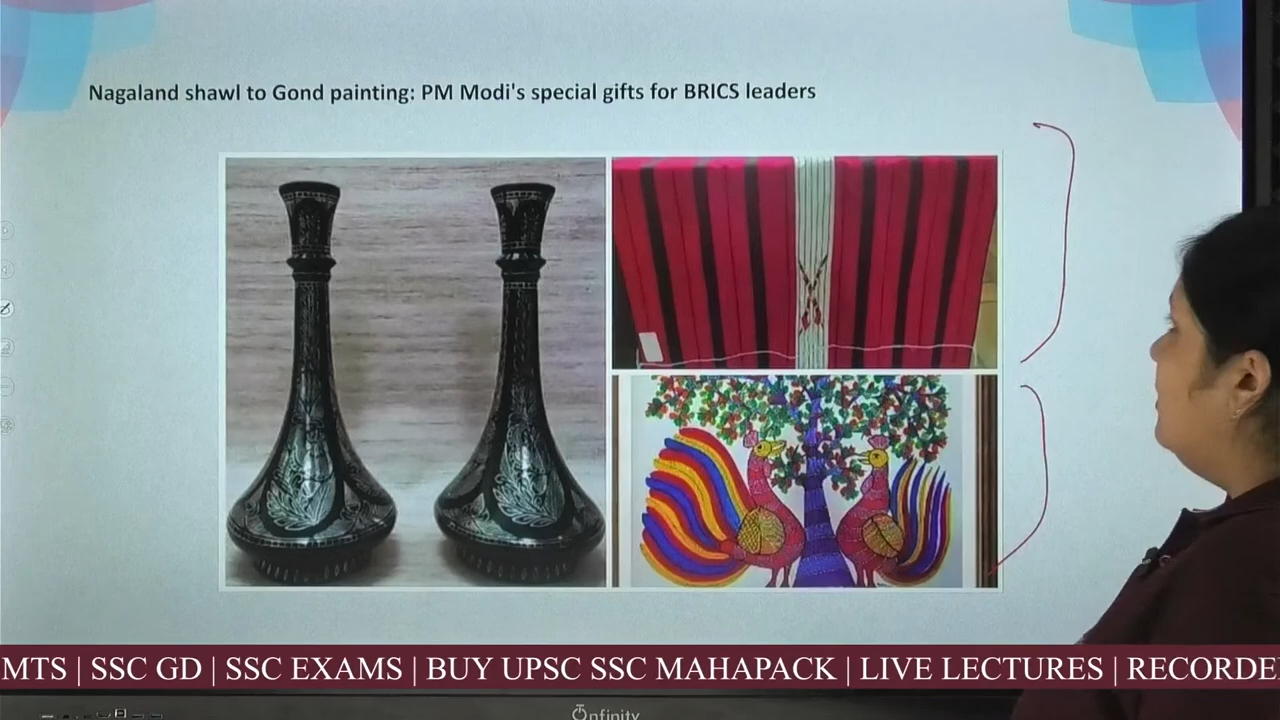 Nagaland shawl to Gond painting: PM Modi's special gifts for BRICS leaders
MTS | SSC GD | SSC EXAMS | BUY UPSC SSC MAHAPACK | LIVE LECTURES | RECORDE
Onfinity